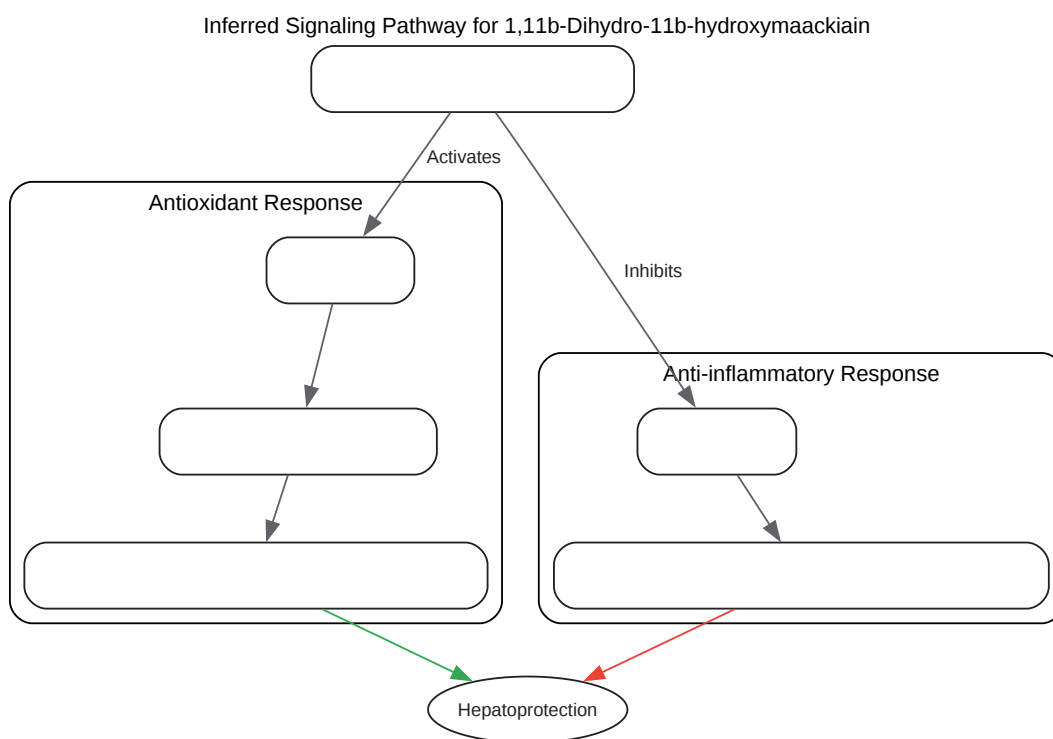 Inferred Signaling Pathway for 1,11b-Dihydro-11b-hydroxymaackiain
Activates
Antioxidant Response
Inhibits
Anti-inflammatory Response
Hepatoprotection